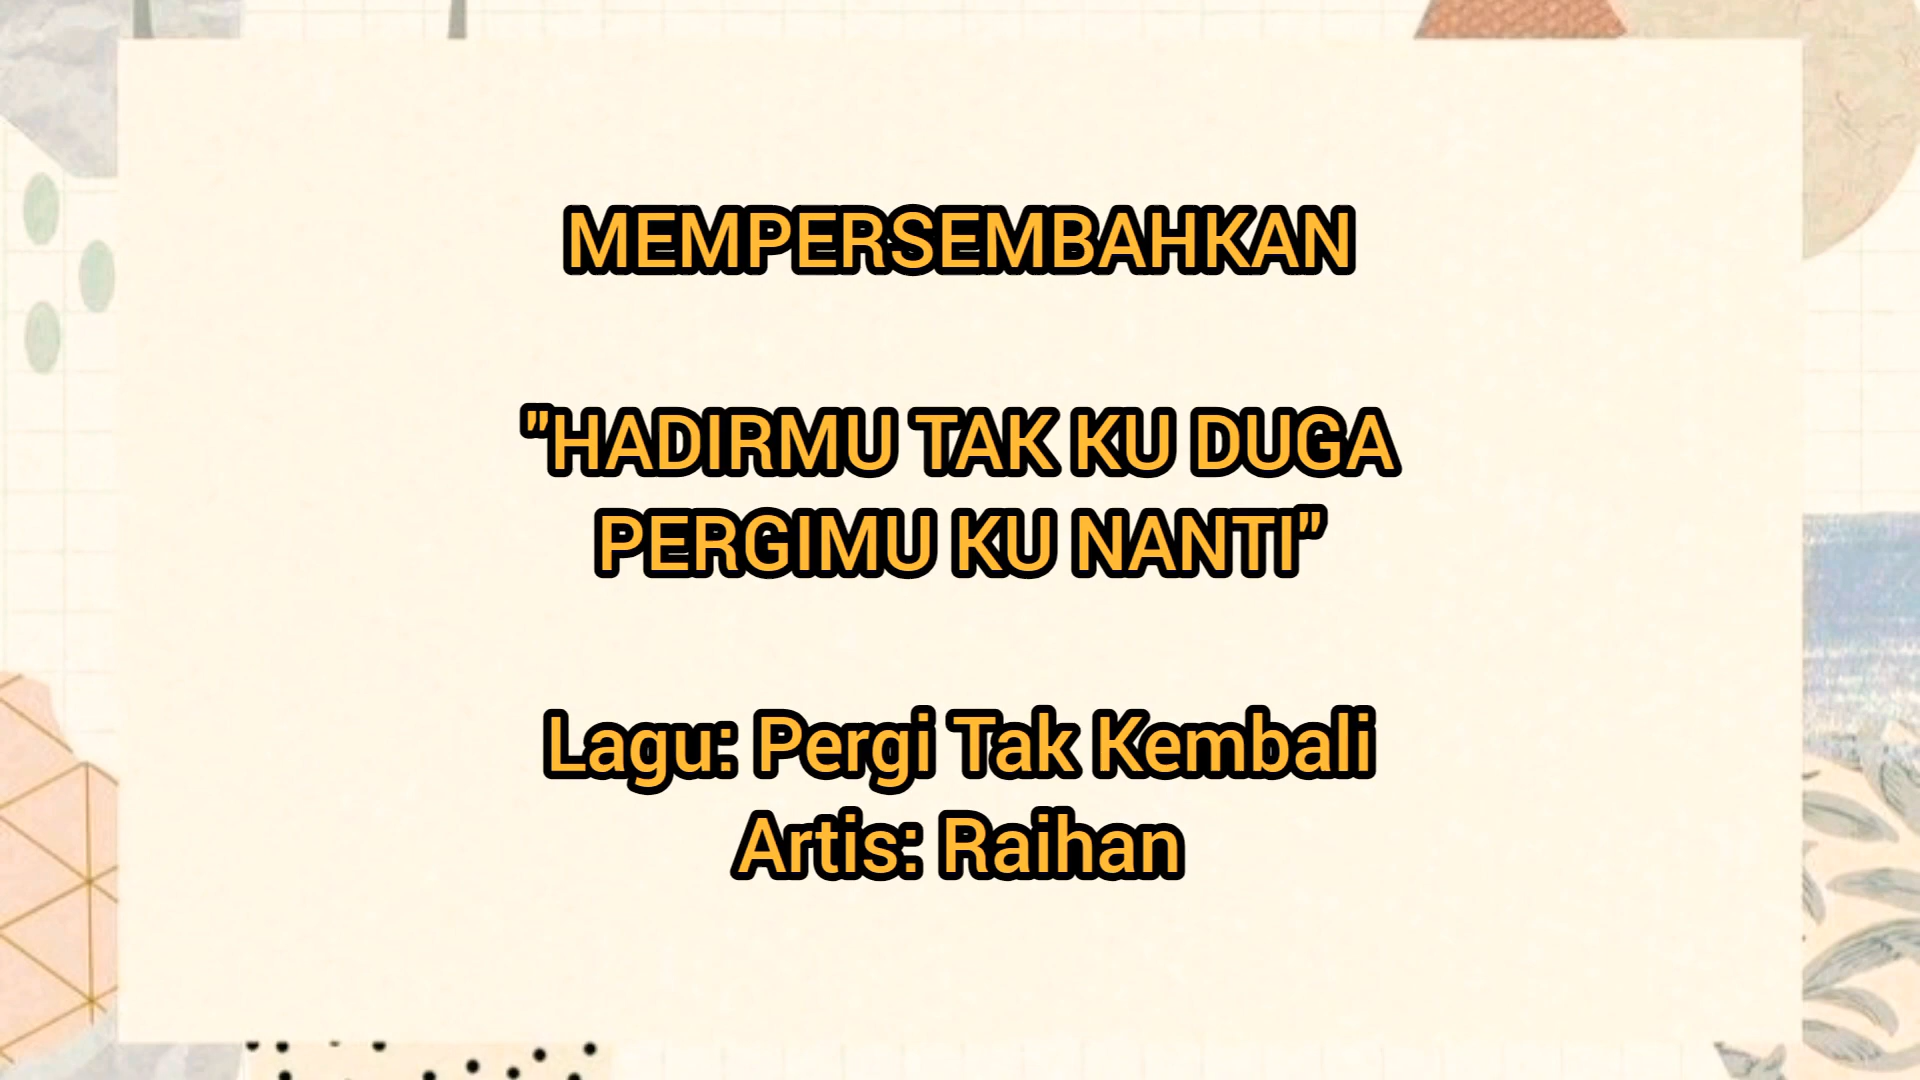 MEMPERSEMBAHKAN
"HADIRMU TAK KU DUGA
PERGIMU KU NANTI"
Lagu: Pergi Tak Kembali
Artis: Raihan